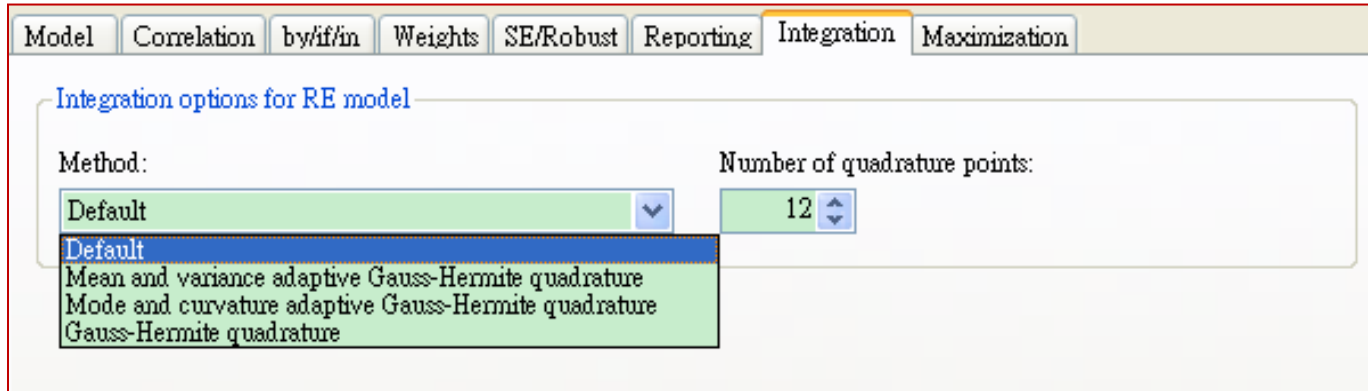 Model Correlation by/if/in Weights SE/Robust Reporting Integration Maximization
Integration options for RE model
Method: Number of quadrature points:
Default 12
Default
Mean and variance adaptive Gauss-Hermite quadrature
Mode and curvature adaptive Gauss-Hermite quadrature
Gauss-Hermite quadrature